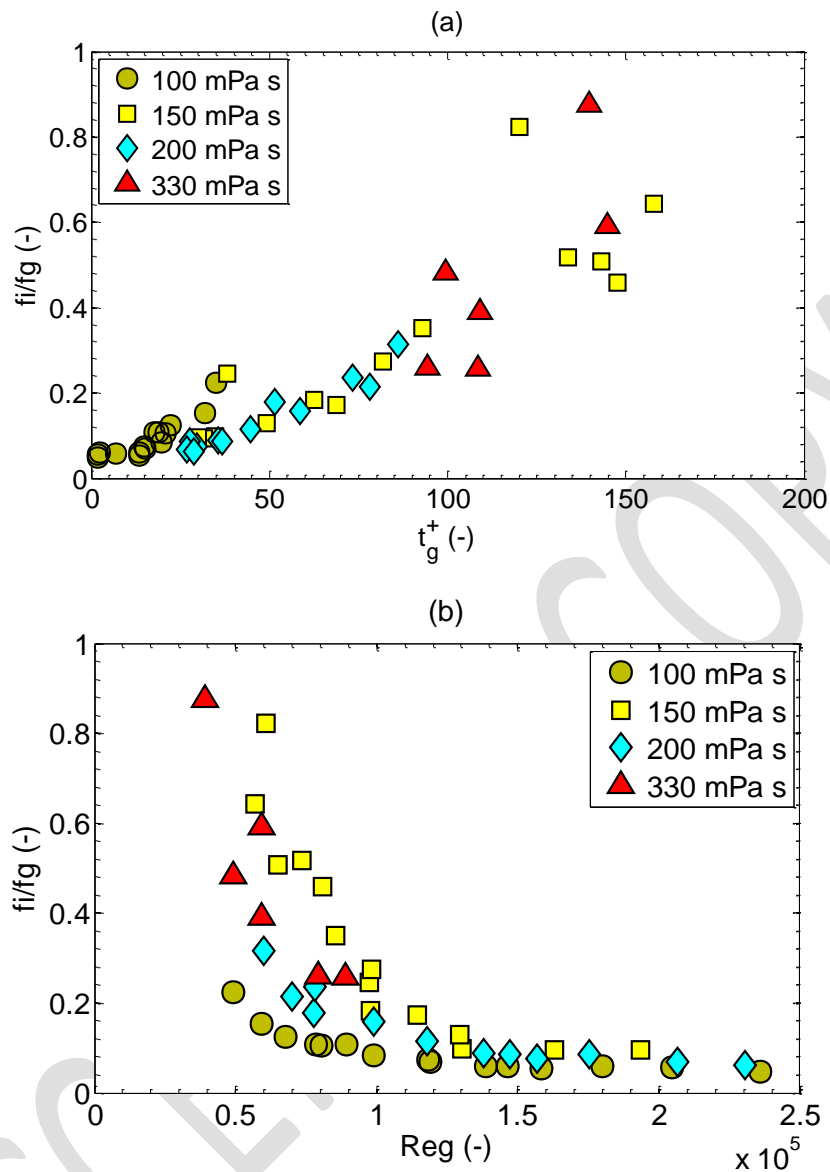 (a)
1
0.8
0.6
0.4
0.2
0
fi/fg (-)
100 mPa s
150 mPa s
200 mPa s
330 mPa s
0 50 100 150 200
t_g^+ (-)
(b)
1
0.8
0.6
0.4
0.2
0
fi/fg (-)
100 mPa s
150 mPa s
200 mPa s
330 mPa s
0 0.5 1 1.5 2 2.5
Reg (-)
x 10^5